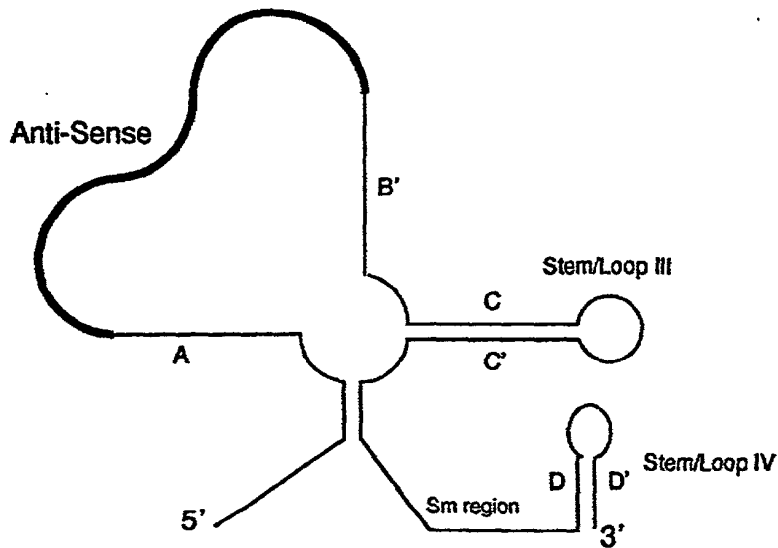 Anti-Sense
B'
Stem/Loop III
C
A
C'
Stem/Loop IV
D
D'
Sm region
5'
3'